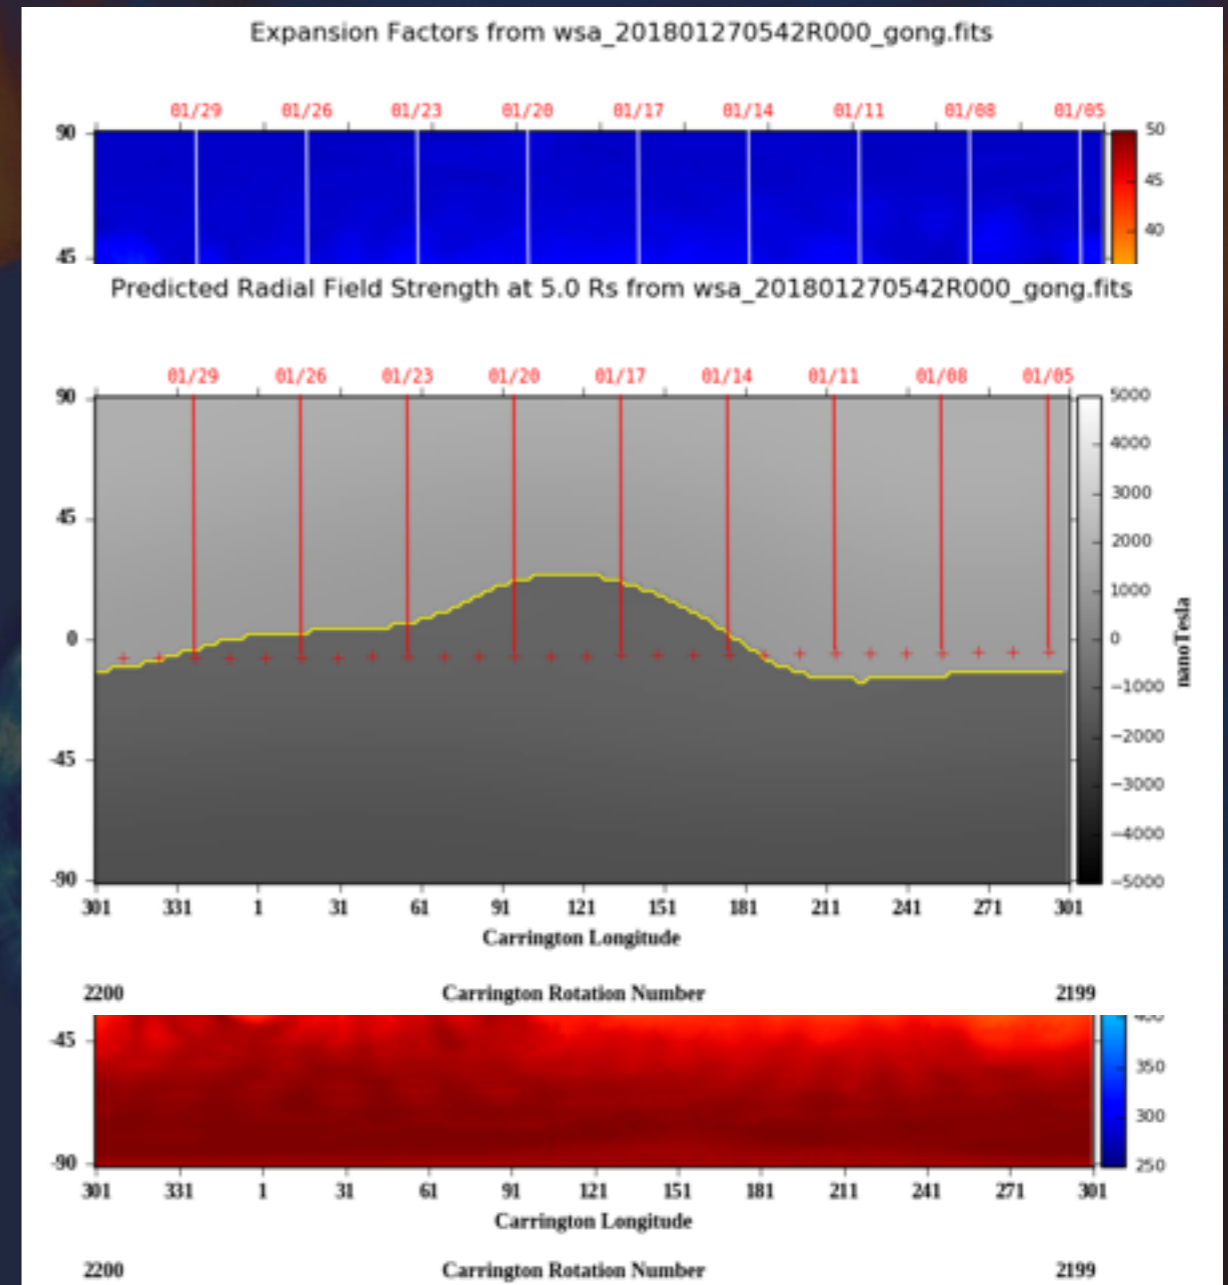 Expansion Factors from wsa_201801270542R000_gong.fits
01/29 01/26 01/23 01/20 01/17 01/14 01/11 01/08 01/05
90 50
45
40
45
Predicted Radial Field Strength at 5.0 Rs from wsa_201801270542R000_gong.fits
01/29 01/26 01/23 01/20 01/17 01/14 01/11 01/08 01/05
90 5000
4000
3000
45
2000
1000
0 0
nanoTesla
−1000
−2000
-45
−3000
−4000
-90 −5000
301 331 1 31 61 91 121 151 181 211 241 271 301
Carrington Longitude
2200 Carrington Rotation Number 2199
-45
350
300
-90 250
301 331 1 31 61 91 121 151 181 211 241 271 301
Carrington Longitude
2200 Carrington Rotation Number 2199